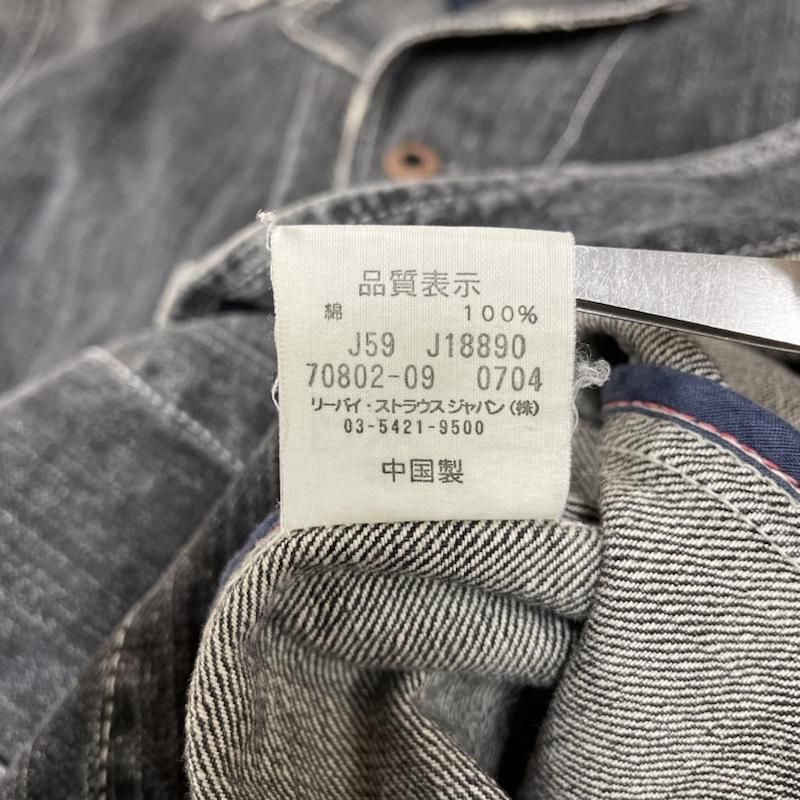 品質表示
綿 100%
J59 J18890
70802-09 0704
リーバイ・ストラウスジャパン(株)
03-5421-9500
中国製